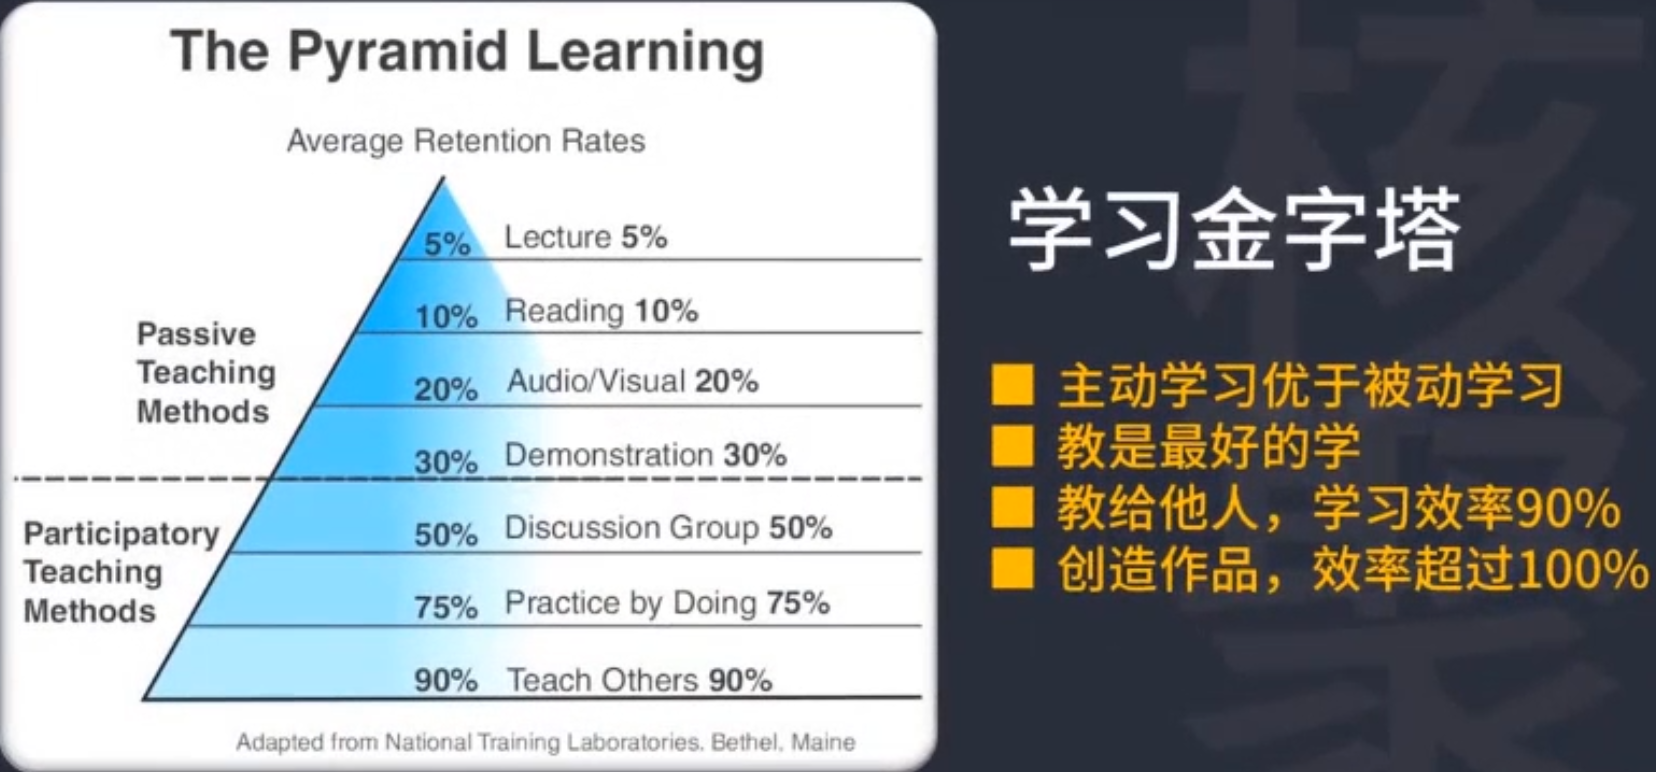 The Pyramid Learning
Average Retention Rates
5% Lecture 5%
10% Reading 10%
20% Audio/Visual 20%
30% Demonstration 30%
50% Discussion Group 50%
75% Practice by Doing 75%
90% Teach Others 90%
Passive
Teaching
Methods
Participatory
Teaching
Methods
Adapted from National Training Laboratories. Bethel. Maine
学习金字塔
主动学习优于被动学习
教是最好的学
教给他人，学习效率90%
创造作品，效率超过100%